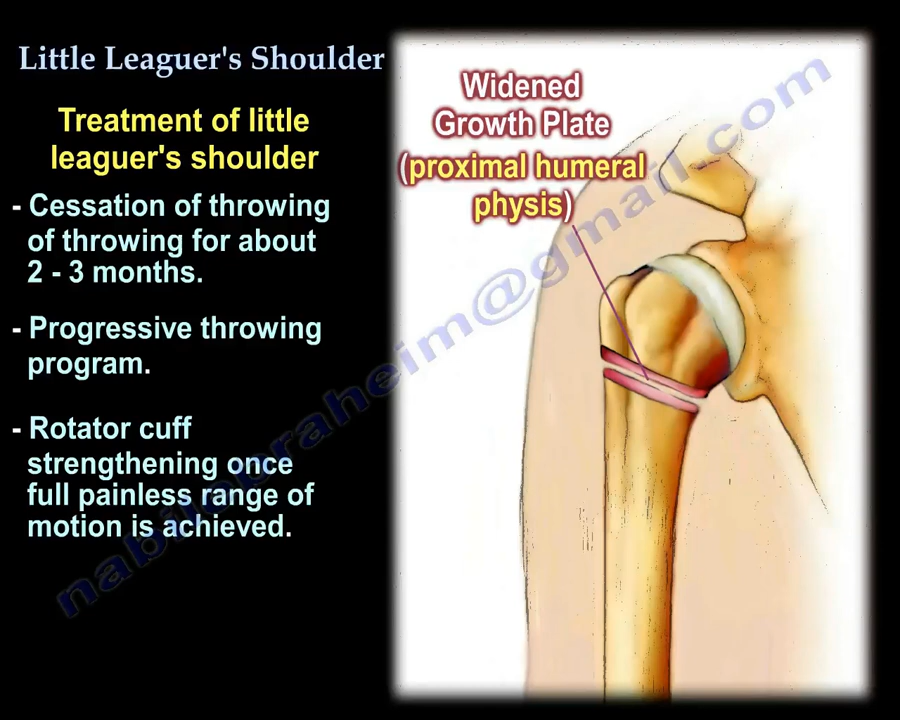 Little Leaguer's Shoulder
Treatment of little
leaguer's shoulder
- Cessation of throwing
of throwing for about
2 - 3 months.
- Progressive throwing
program.
- Rotator cuff
strengthening once
full painless range of
motion is achieved.
Widened
Growth Plate
(proximal humeral
physis)
nabilebraheim@gmail.com